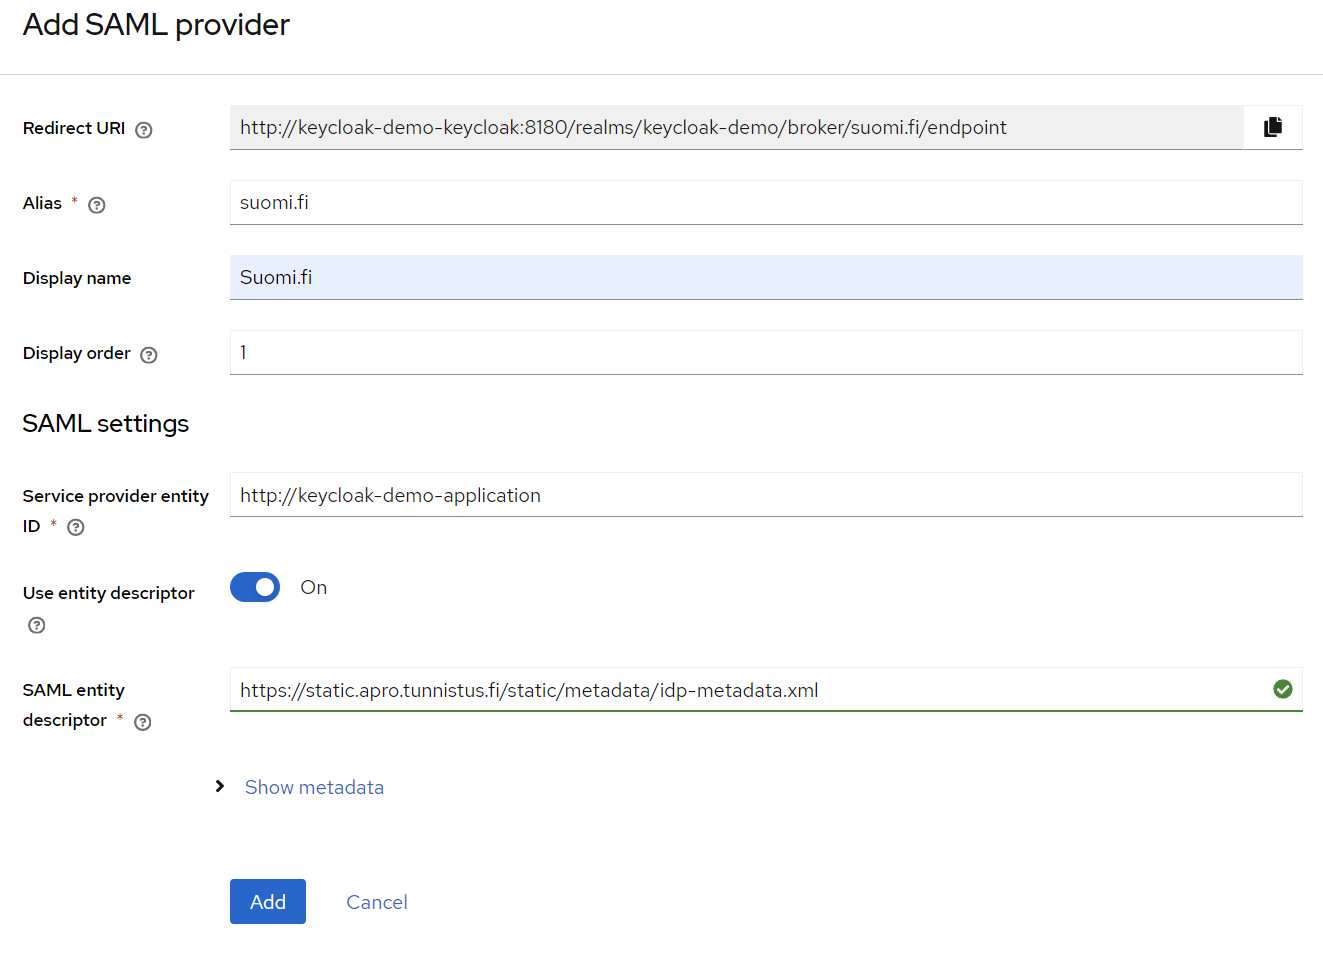 Add SAML provider
Redirect URI
http://keycloak-demo-keycloak:8180/realms/keycloak-demo/broker/suomi.fi/endpoint
Alias *
suomi.fi
Display name
Suomi.fi
Display order
1
SAML settings
Service provider entity
ID *
http://keycloak-demo-application
Use entity descriptor
On
SAML entity
descriptor *
https://static.apro.tunnistus.fi/static/metadata/idp-metadata.xml
Show metadata
Add
Cancel